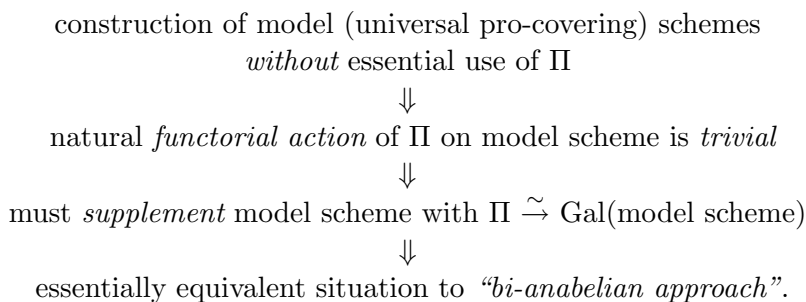 construction of model (universal pro-covering) schemes
without essential use of Π
⇓
natural functorial action of Π on model scheme is trivial
⇓
must supplement model scheme with Π ∼→ Gal(model scheme)
⇓
essentially equivalent situation to “bi-anabelian approach”.